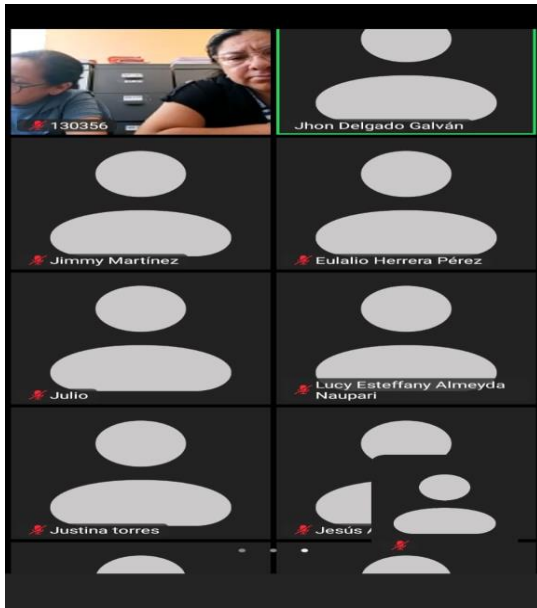 130356
Jhon Delgado Galván
Jimmy Martínez
Eulalio Herrera Pérez
Julio
Lucy Esteffany Almeyda
Naupari
Justina torres
Jesús